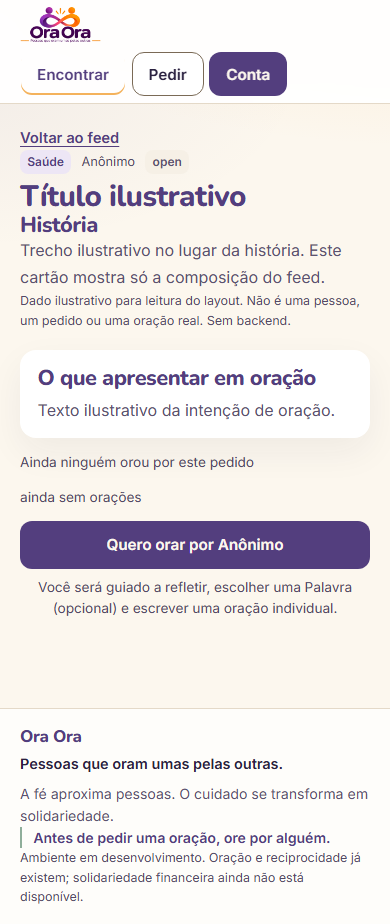 Ora Ora
Encontrar
Pedir
Conta
Voltar ao feed
Saúde
Anônimo
open
Título ilustrativo
História
Trecho ilustrativo no lugar da história. Este
cartão mostra só a composição do feed.
Dado ilustrativo para leitura do layout. Não é uma pessoa,
um pedido ou uma oração real. Sem backend.
O que apresentar em oração
Texto ilustrativo da intenção de oração.
Ainda ninguém orou por este pedido
ainda sem orações
Quero orar por Anônimo
Você será guiado a refletir, escolher uma Palavra
(opcional) e escrever uma oração individual.
Ora Ora
Pessoas que oram umas pelas outras.
A fé aproxima pessoas. O cuidado se transforma em
solidariedade.
Antes de pedir uma oração, ore por alguém.
Ambiente em desenvolvimento. Oração e reciprocidade já
existem; solidariedade financeira ainda não está
disponível.